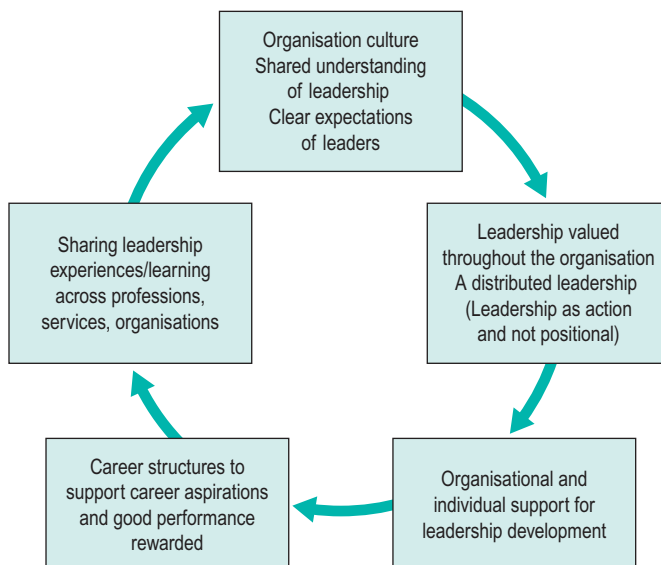 Organisation culture
Shared understanding
of leadership
Clear expectations
of leaders
Leadership valued
throughout the organisation
A distributed leadership
(Leadership as action
and not positional)
Organisational and
individual support for
leadership development
Career structures to
support career aspirations
and good performance
rewarded
Sharing leadership
experiences/learning
across professions,
services, organisations